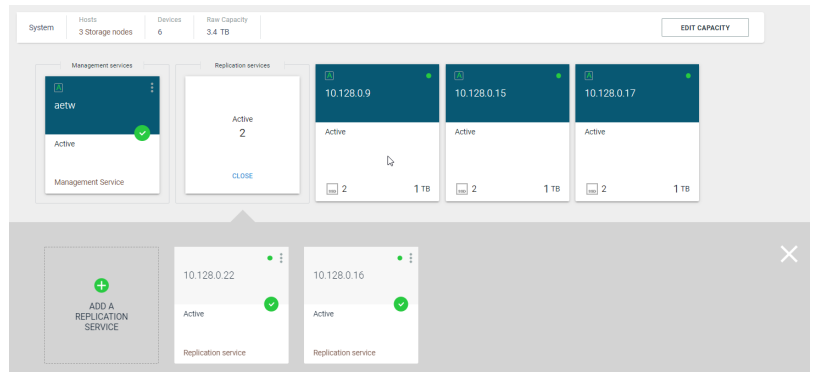 System
Hosts
3 Storage nodes
Devices
6
Raw Capacity
3.4 TB
EDIT CAPACITY
Management services
A
aetw
Active
Management Service
Replication services
Active
2
CLOSE
A
10.128.0.9
Active
2
1 TB
A
10.128.0.15
Active
2
1 TB
A
10.128.0.17
Active
2
1 TB
ADD A
REPLICATION
SERVICE
10.128.0.22
Active
Replication service
10.128.0.16
Active
Replication service